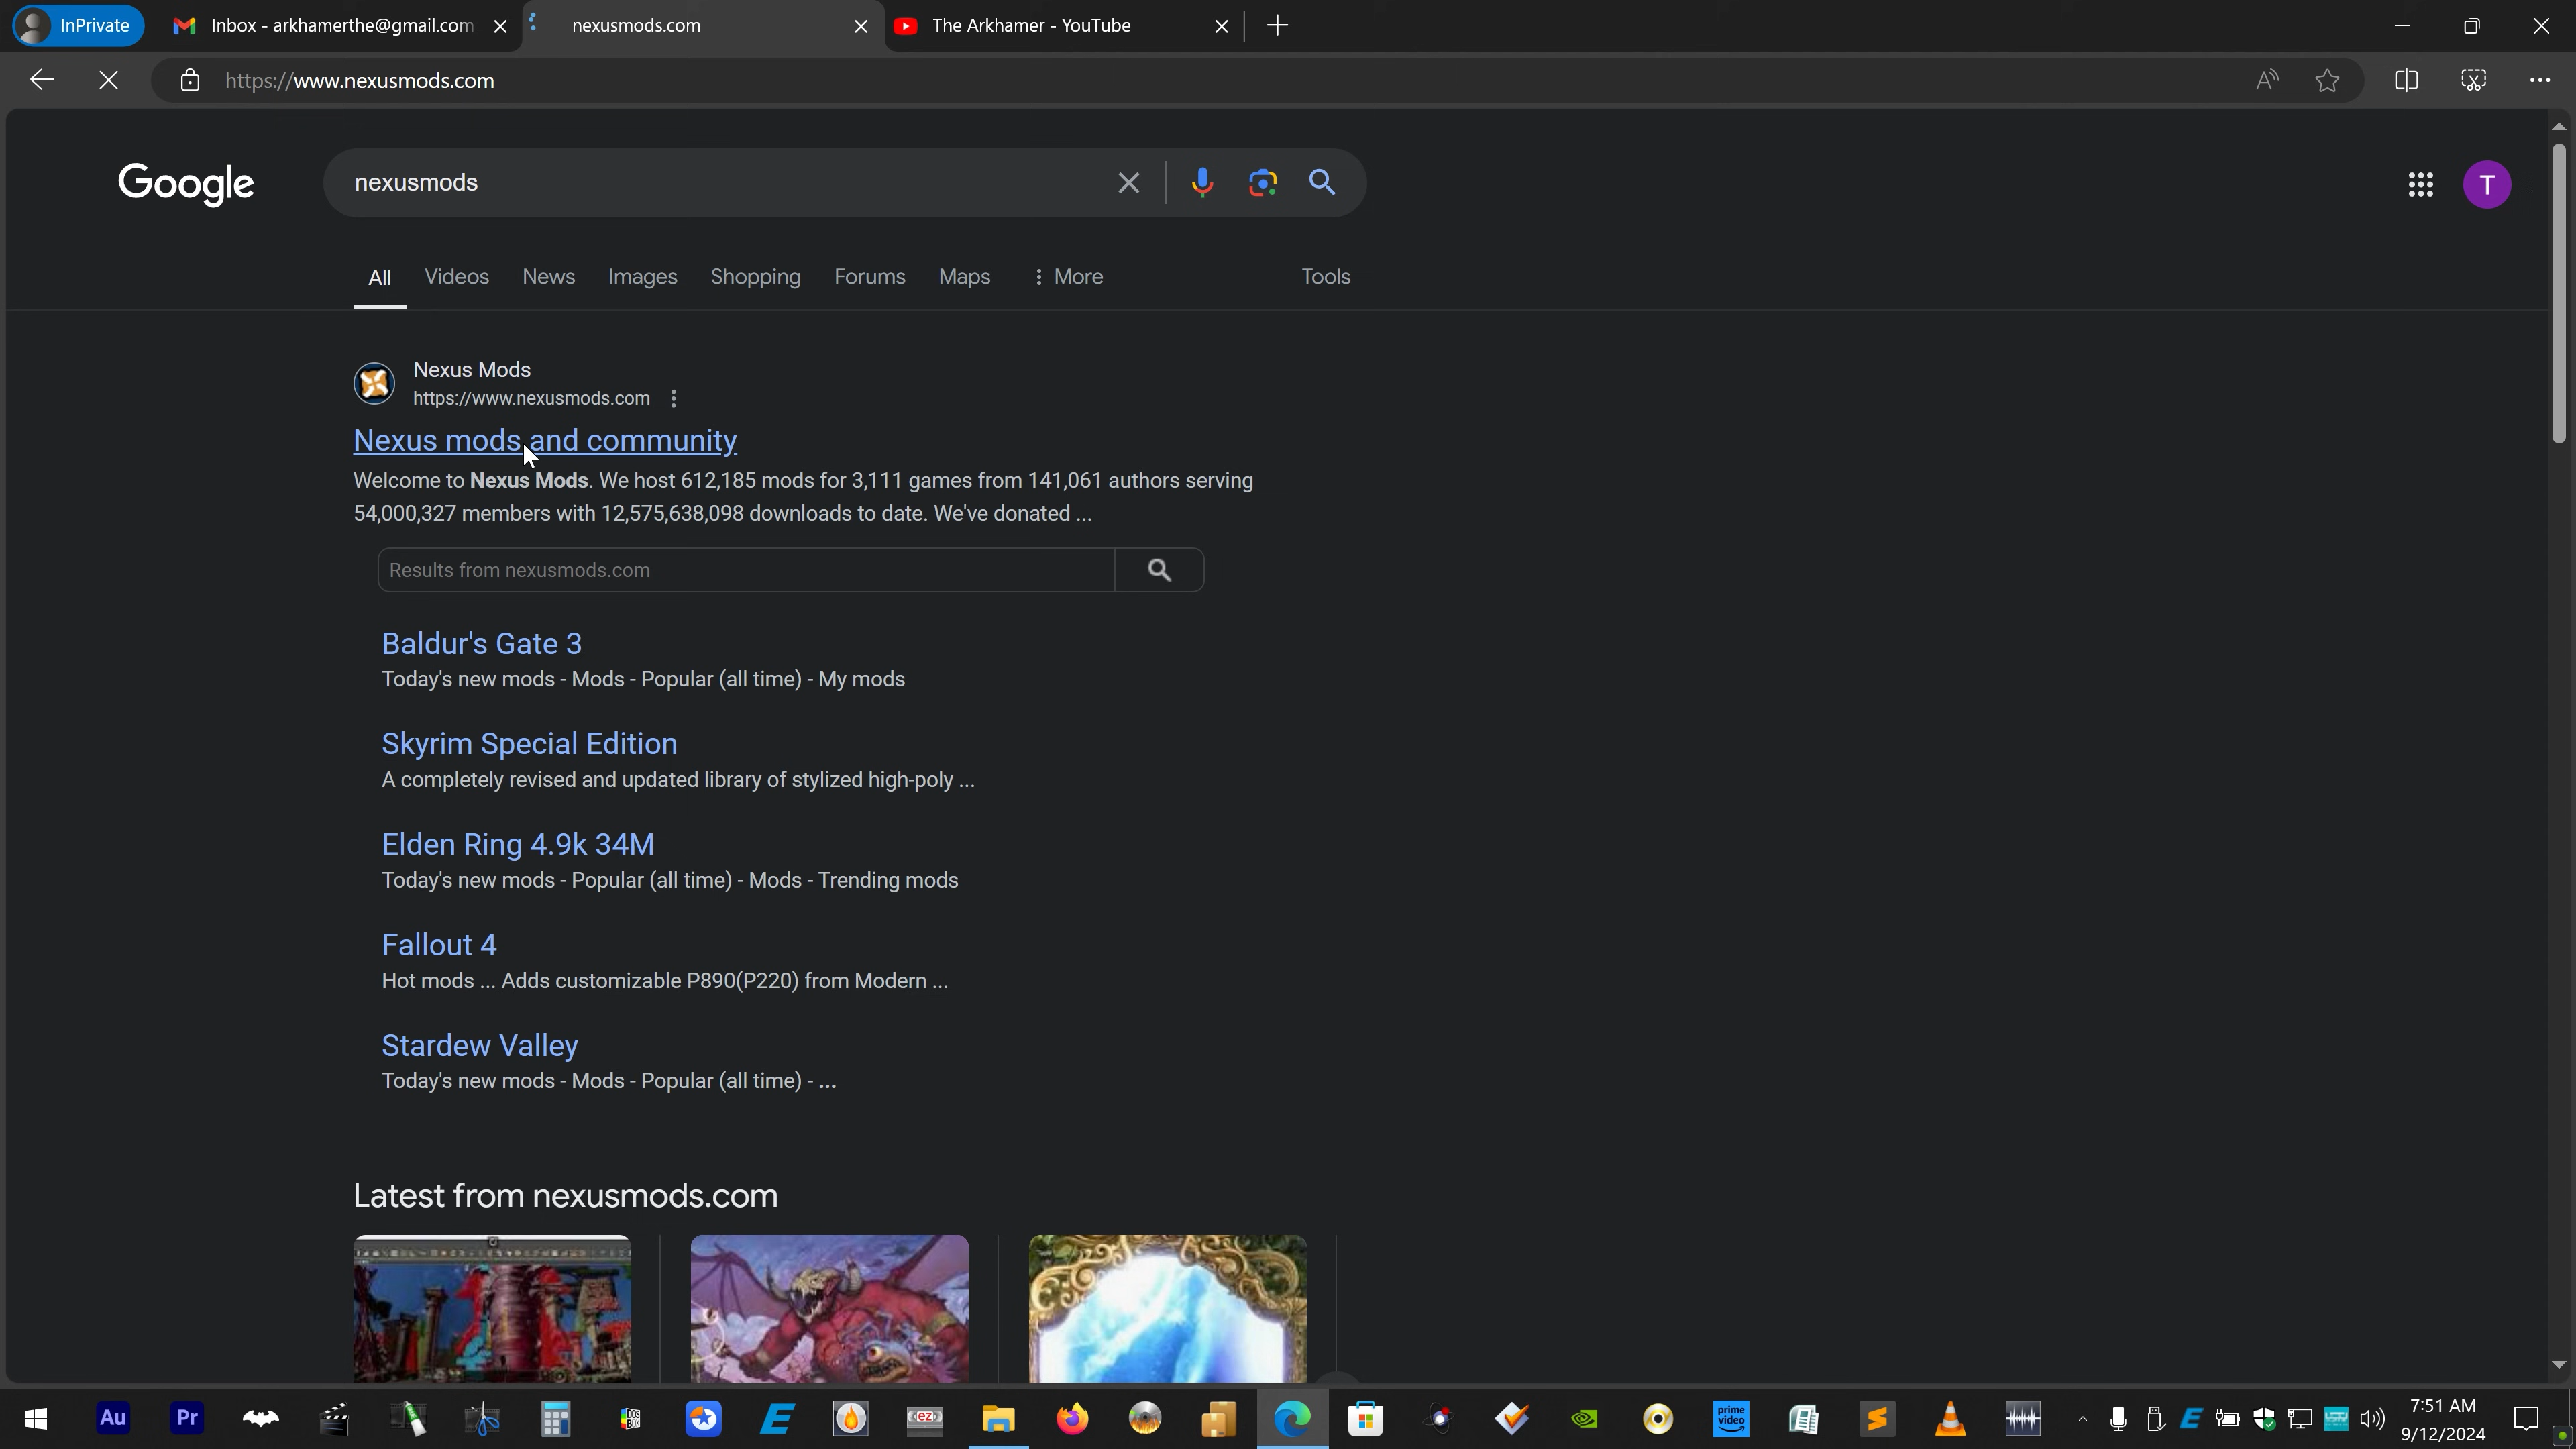 InPrivate
Inbox - arkhamerthe@gmail.com
nexusmods.com
The Arkhamer - YouTube
https://www.nexusmods.com
Google
nexusmods
T
All
Videos
News
Images
Shopping
Forums
Maps
More
Tools
Nexus Mods
https://www.nexusmods.com
Nexus mods and community
Welcome to Nexus Mods. We host 612,185 mods for 3,111 games from 141,061 authors serving
54,000,327 members with 12,575,638,098 downloads to date. We've donated ...
Results from nexusmods.com
Baldur's Gate 3
Today's new mods - Mods - Popular (all time) - My mods
Skyrim Special Edition
A completely revised and updated library of stylized high-poly ...
Elden Ring 4.9k 34M
Today's new mods - Popular (all time) - Mods - Trending mods
Fallout 4
Hot mods ... Adds customizable P890(P220) from Modern ...
Stardew Valley
Today's new mods - Mods - Popular (all time) - ...
Latest from nexusmods.com
Au
Pr
DOS
BOX
E
ez
prime
video
S
E
7:51 AM
9/12/2024